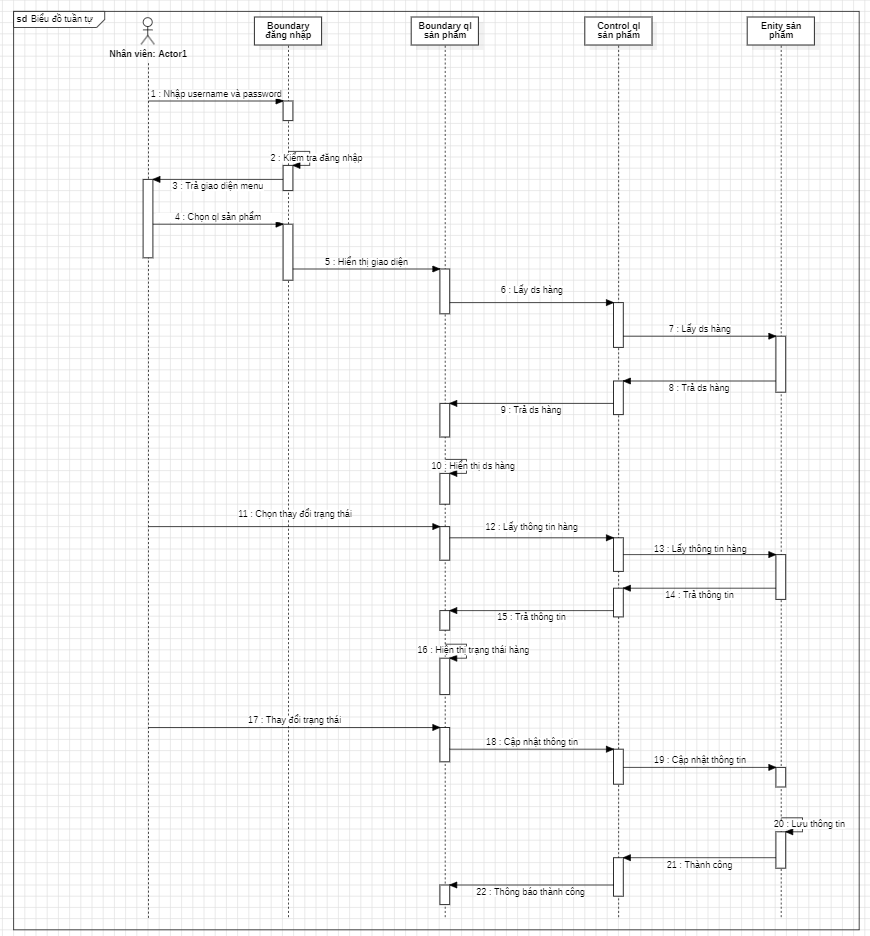 sd Biểu đồ tuần tự
Nhân viên: Actor1
Boundary
đăng nhập
Boundary ql
sản phẩm
Control ql
sản phẩm
Enity sản
phẩm
1 : Nhập username và password
2 : Kiểm tra đăng nhập
3 : Trả giao diện menu
4 : Chọn ql sản phẩm
5 : Hiển thị giao diện
6 : Lấy ds hàng
7 : Lấy ds hàng
8 : Trả ds hàng
9 : Trả ds hàng
10 : Hiển thị ds hàng
11 : Chọn thay đổi trạng thái
12 : Lấy thông tin hàng
13 : Lấy thông tin hàng
14 : Trả thông tin
15 : Trả thông tin
16 : Hiển thị trạng thái hàng
17 : Thay đổi trạng thái
18 : Cập nhật thông tin
19 : Cập nhật thông tin
20 : Lưu thông tin
21 : Thành công
22 : Thông báo thành công